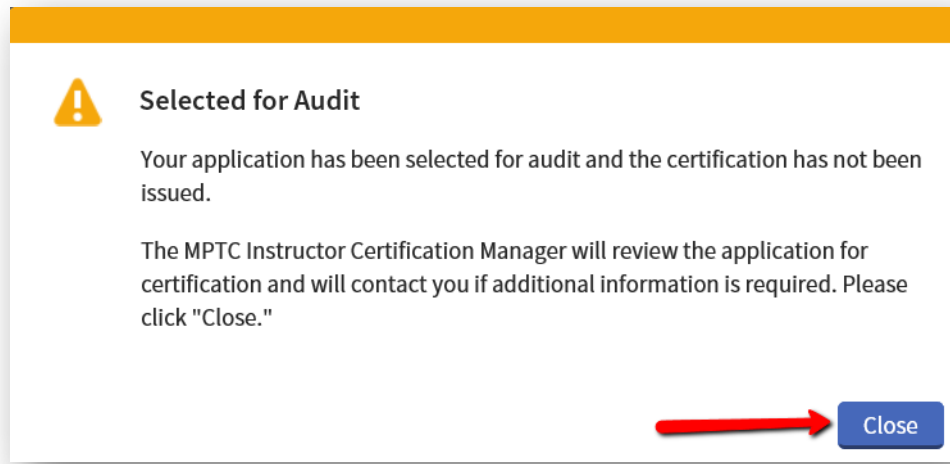 Selected for Audit
Your application has been selected for audit and the certification has not been
issued.
The MPTC Instructor Certification Manager will review the application for
certification and will contact you if additional information is required. Please
click "Close."
Close